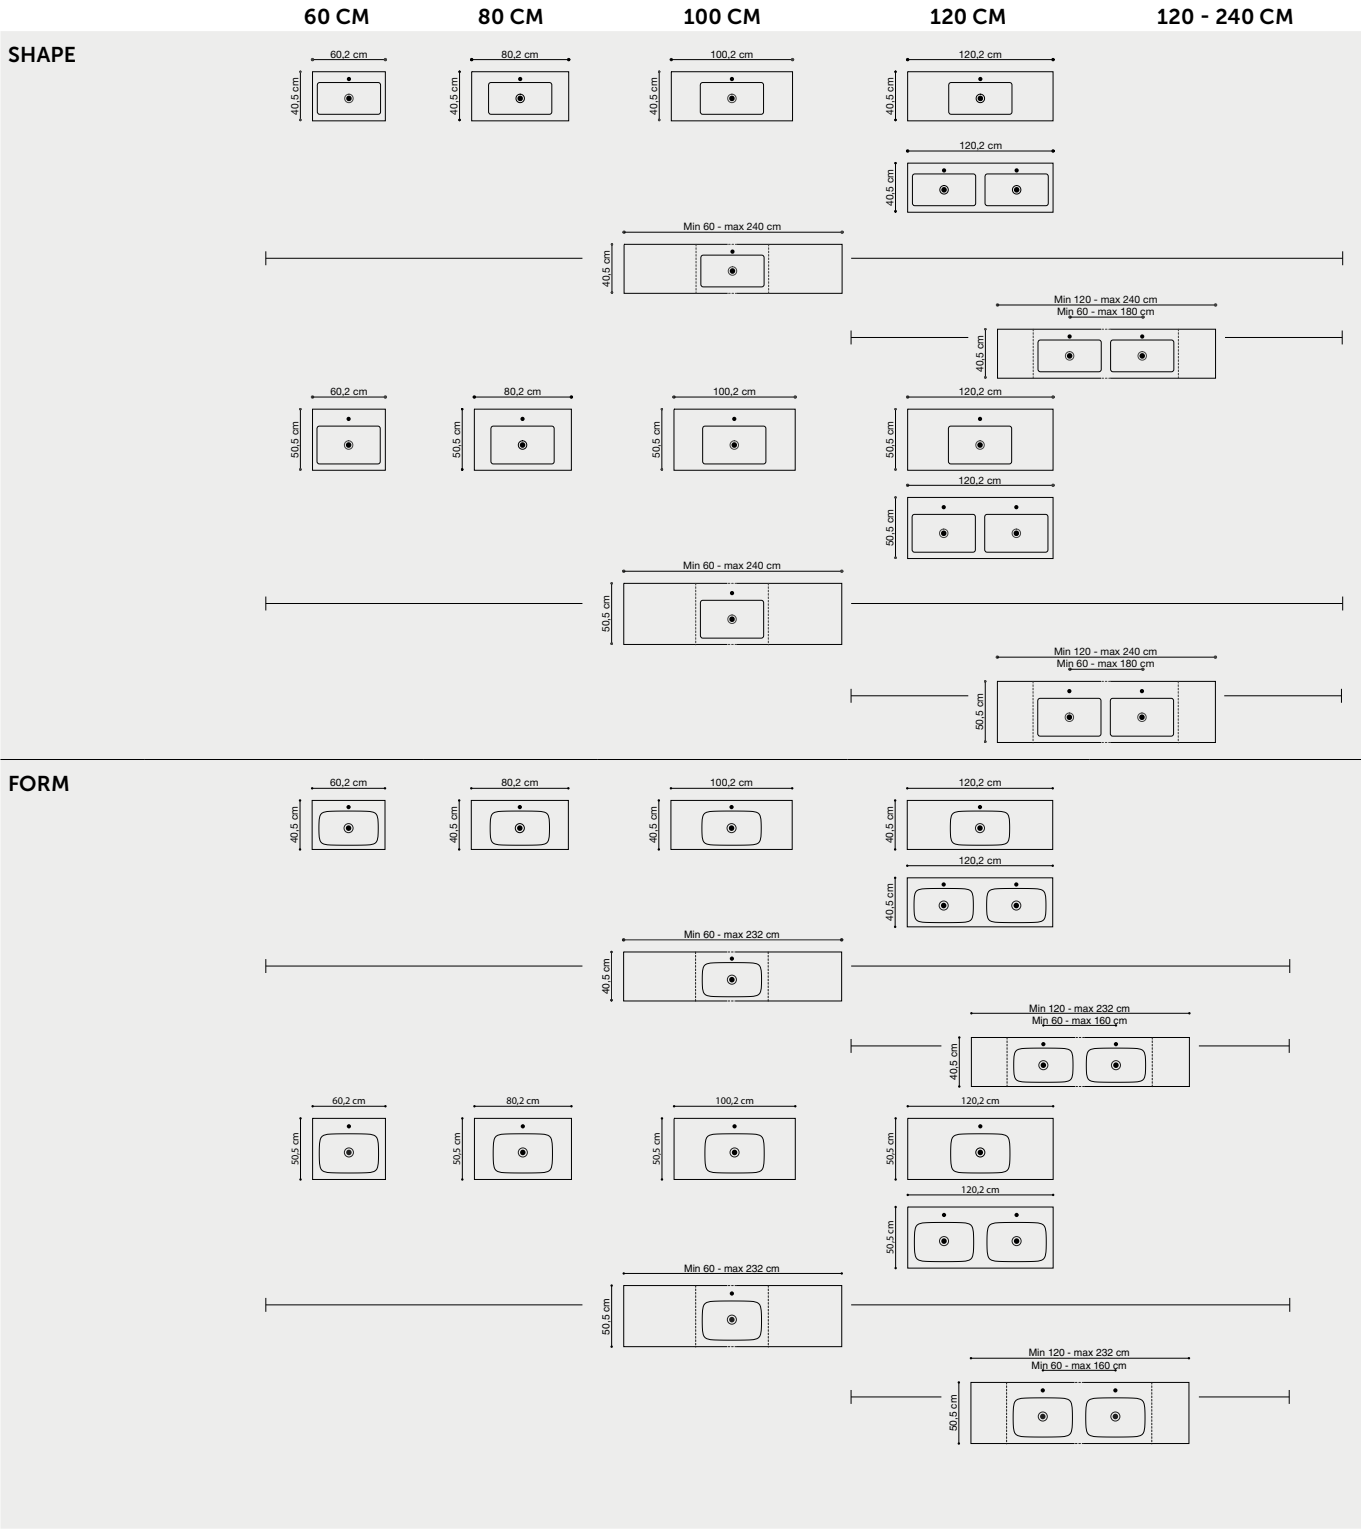 60 CM 80 CM 100 CM 120 CM 120 - 240 CM
SHAPE
60,2 cm 80,2 cm 100,2 cm 120,2 cm
40,5 cm 40,5 cm 40,5 cm 40,5 cm
120,2 cm
40,5 cm
Min 60 - max 240 cm
40,5 cm
Min 120 - max 240 cm
Min 60 - max 180 cm
40,5 cm
60,2 cm 80,2 cm 100,2 cm 120,2 cm
50,5 cm 50,5 cm 50,5 cm 50,5 cm
120,2 cm
50,5 cm
Min 60 - max 240 cm
50,5 cm
Min 120 - max 240 cm
Min 60 - max 180 cm
50,5 cm
FORM
60,2 cm 80,2 cm 100,2 cm 120,2 cm
40,5 cm 40,5 cm 40,5 cm 40,5 cm
120,2 cm
40,5 cm
Min 60 - max 232 cm
40,5 cm
Min 120 - max 232 cm
Min 60 - max 160 cm
40,5 cm
60,2 cm 80,2 cm 100,2 cm 120,2 cm
50,5 cm 50,5 cm 50,5 cm 50,5 cm
120,2 cm
50,5 cm
Min 60 - max 232 cm
50,5 cm
Min 120 - max 232 cm
Min 60 - max 160 cm
50,5 cm